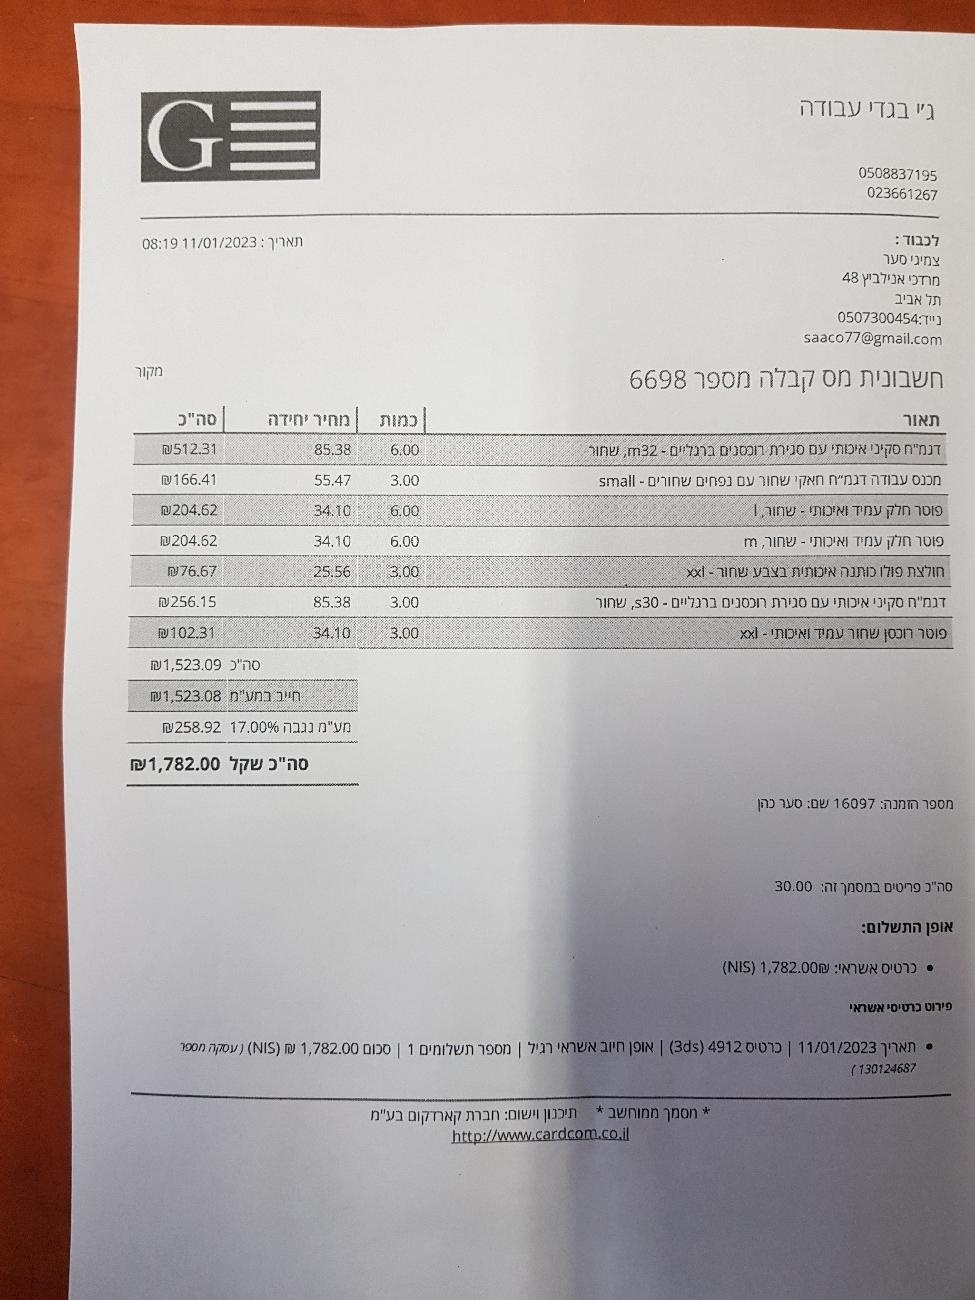 G
ג'י בגדי עבודה
0508837195
023661267
תאריך : 11/01/2023 08:19
לכבוד :
צמיגי סער
מרדכי אנילביץ 48
תל אביב
נייד:0507300454
saaco77@gmail.com
חשבונית מס קבלה מספר 6698
מקור
תאור כמות מחיר יחידה סה"כ
דגמ"ח סקיני איכותי עם סגירת רוכסנים ברגליים - m32, שחור 6.00 85.38 ₪512.31
מכנס עבודה דגמ"ח חאקי שחור עם נפחים שחורים - small 3.00 55.47 ₪166.41
פוטר חלק עמיד ואיכותי - שחור, l 6.00 34.10 ₪204.62
פוטר חלק עמיד ואיכותי - שחור, m 6.00 34.10 ₪204.62
חולצת פולו כותנה איכותית בצבע שחור - xxl 3.00 25.56 ₪76.67
דגמ"ח סקיני איכותי עם סגירת רוכסנים ברגליים - s30, שחור 3.00 85.38 ₪256.15
פוטר רוכסן שחור עמיד ואיכותי - xxl 3.00 34.10 ₪102.31
סה"כ ₪1,523.09
חייב במע"מ ₪1,523.08
מע"מ נגבה 17.00% ₪258.92
סה"כ שקל ₪1,782.00
מספר הזמנה: 16097 שם: סער כהן
סה"כ פריטים במסמך זה: 30.00
אופן התשלום:
• כרטיס אשראי: ₪1,782.00 (NIS)
פירוט כרטיסי אשראי
• תאריך 11/01/2023 | כרטיס 4912 (3ds) | אופן חיוב אשראי רגיל | מספר תשלומים 1 | סכום 1,782.00 ₪ (NIS) ( עסקה מספר
130124687 )
* מסמך ממוחשב * תיכנון וישום: חברת קארדקום בע"מ
http://www.cardcom.co.il